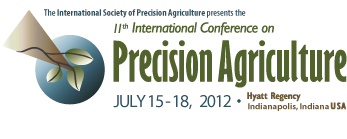 The International Society of Precision Agriculture presents the
11th International Conference on
Precision Agriculture
JULY 15-18, 2012 • Hyatt Regency
Indianapolis, Indiana USA